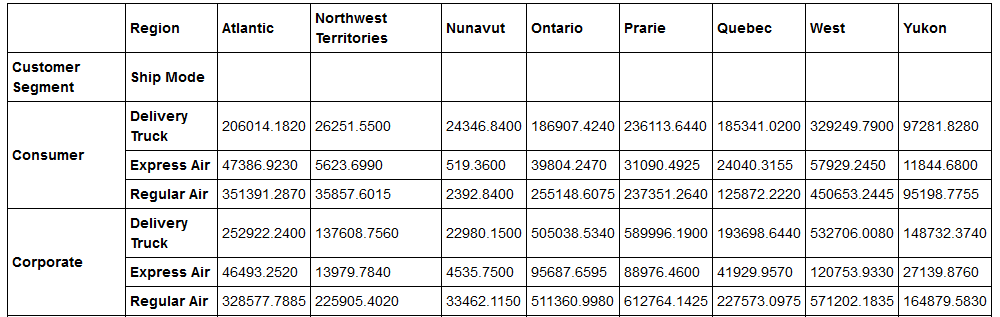 Region Atlantic Northwest Territories Nunavut Ontario Prarie Quebec West Yukon
Customer Segment Ship Mode
Consumer Delivery Truck 206014.1820 26251.5500 24346.8400 186907.4240 236113.6440 185341.0200 329249.7900 97281.8280
Express Air 47386.9230 5623.6990 519.3600 39804.2470 31090.4925 24040.3155 57929.2450 11844.6800
Regular Air 351391.2870 35857.6015 2392.8400 255148.6075 237351.2640 125872.2220 450653.2445 95198.7755
Corporate Delivery Truck 252922.2400 137608.7560 22980.1500 505038.5340 589996.1900 193698.6440 532706.0080 148732.3740
Express Air 46493.2520 13979.7840 4535.7500 95687.6595 88976.4600 41929.9570 120753.9330 27139.8760
Regular Air 328577.7885 225905.4020 33462.1150 511360.9980 612764.1425 227573.0975 571202.1835 164879.5830